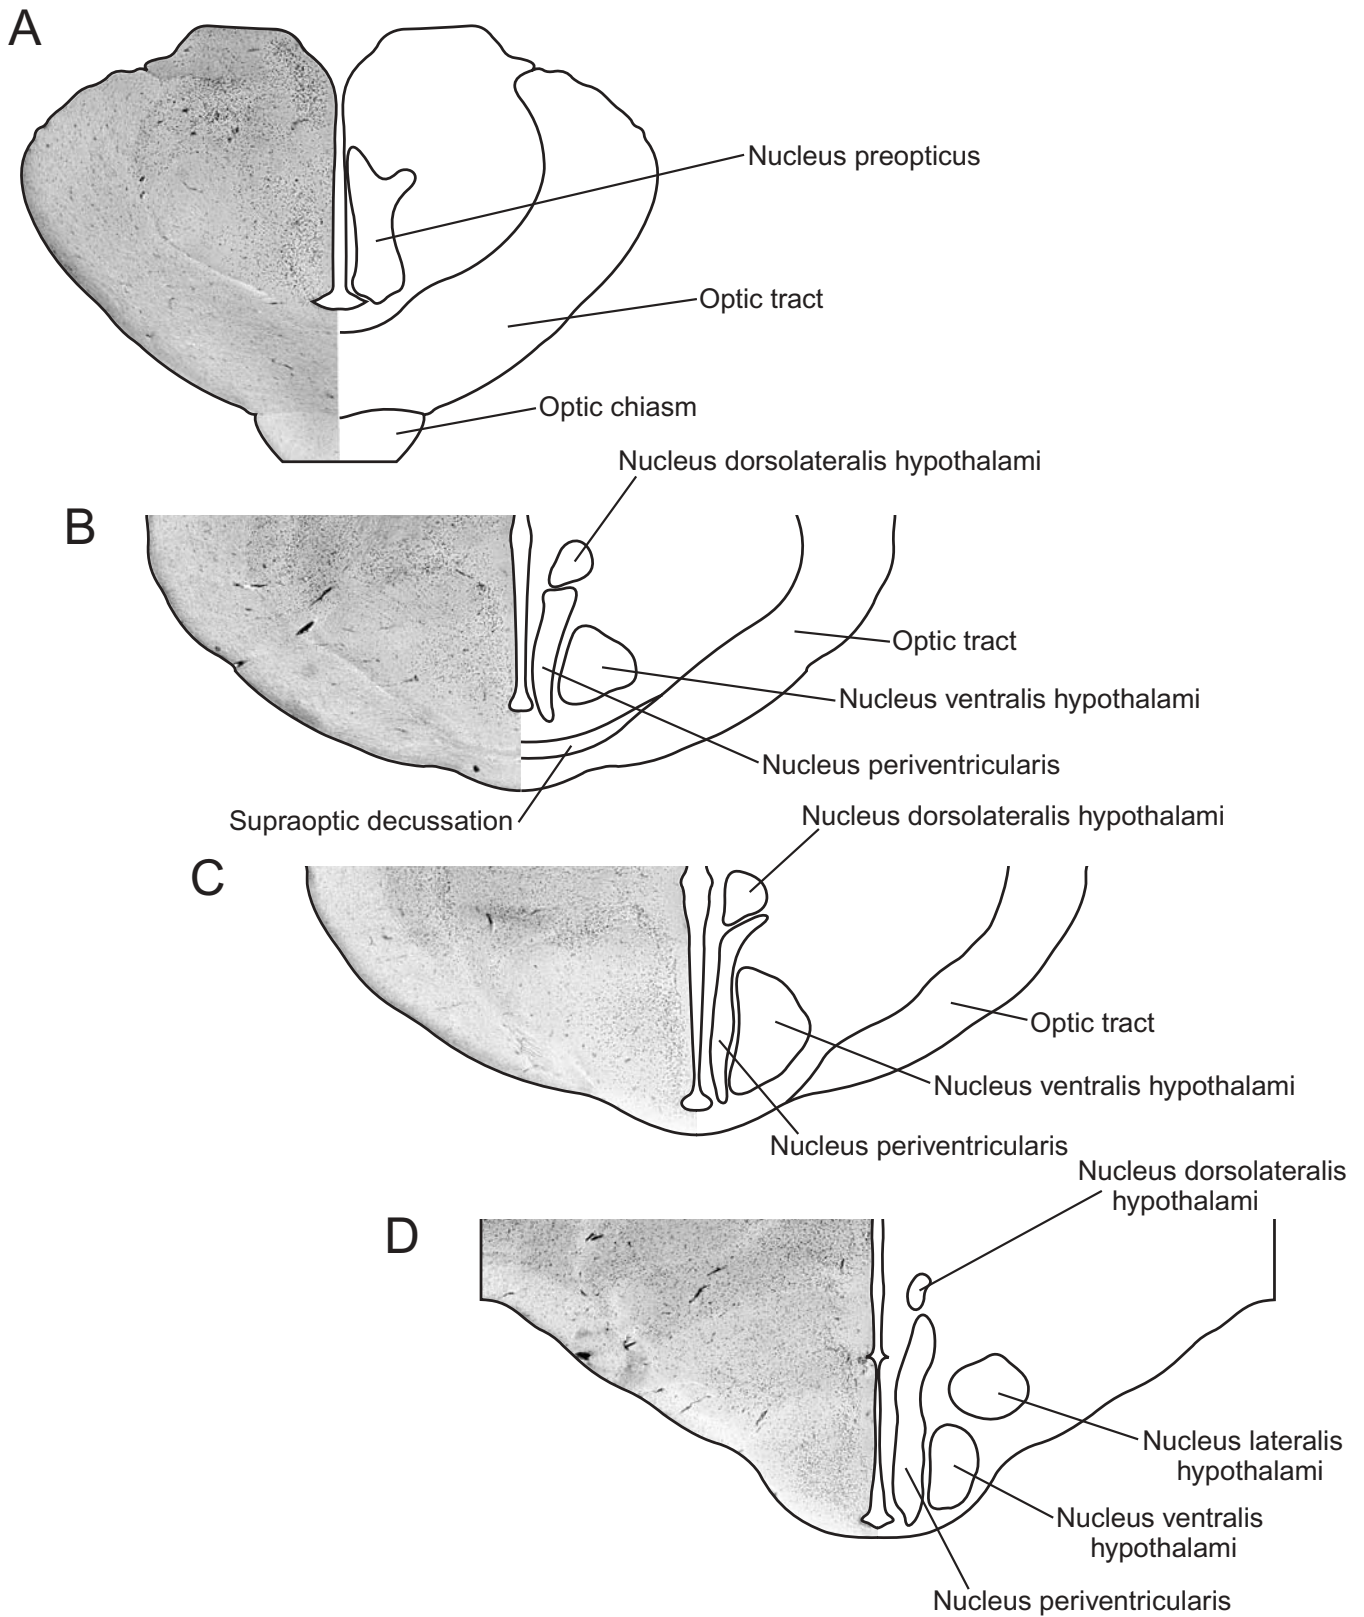 A
Nucleus preopticus
Optic tract
Optic chiasm
Nucleus dorsolateralis hypothalami
B
Optic tract
Nucleus ventralis hypothalami
Nucleus periventricularis
Supraoptic decussation
Nucleus dorsolateralis hypothalami
C
Optic tract
Nucleus ventralis hypothalami
Nucleus periventricularis
Nucleus dorsolateralis
hypothalami
D
Nucleus lateralis
hypothalami
Nucleus ventralis
hypothalami
Nucleus periventricularis